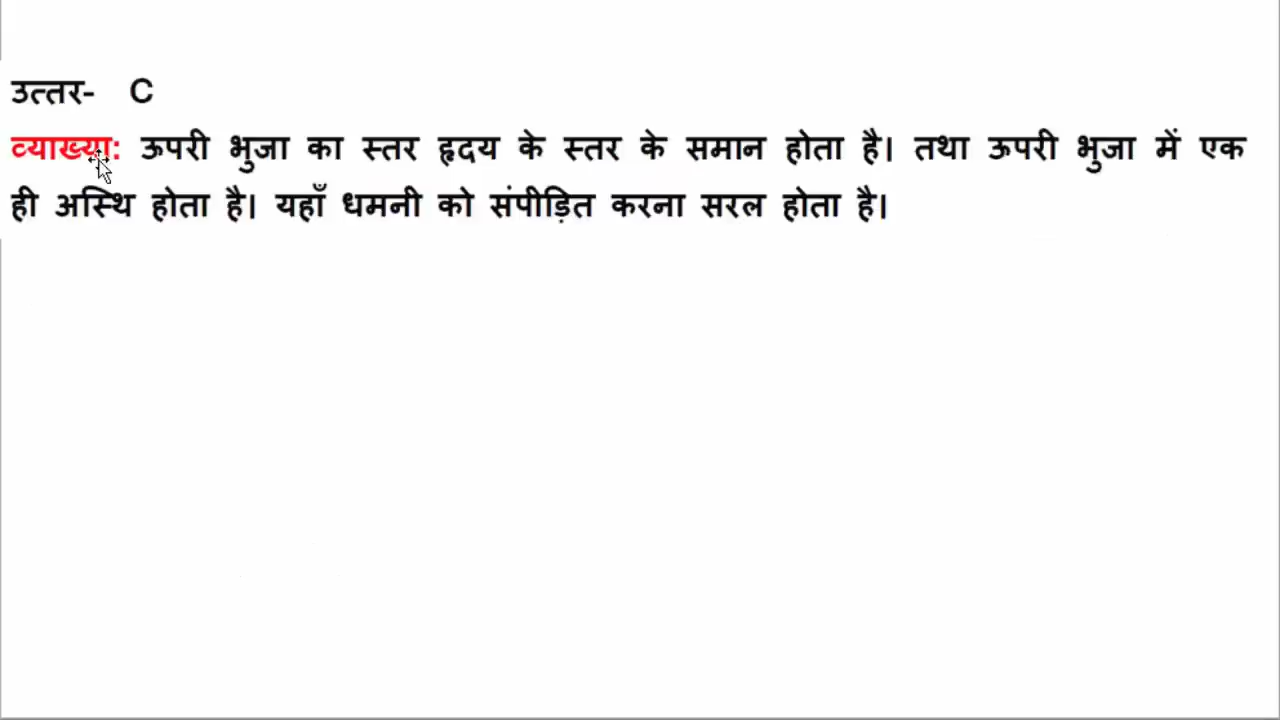 उत्तर- C
व्याख्या: ऊपरी भुजा का स्तर हृदय के स्तर के समान होता है। तथा ऊपरी भुजा में एक
ही अस्थि होता है। यहाँ धमनी को संपीड़ित करना सरल होता है।